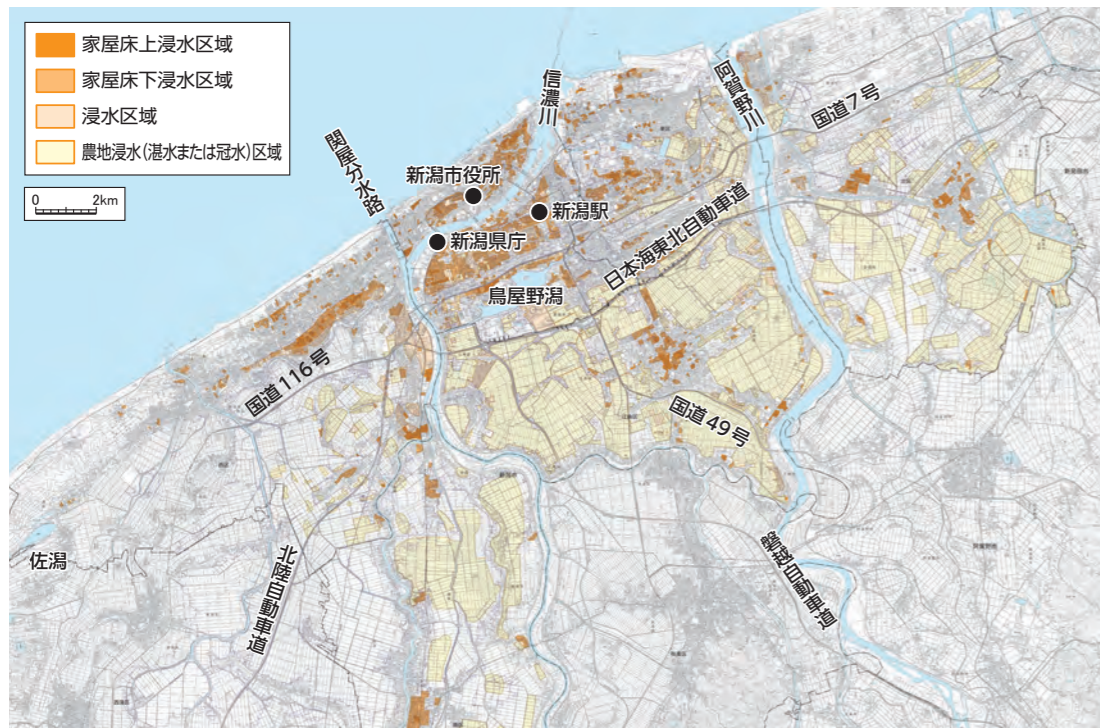 家屋床上浸水区域
家屋床下浸水区域
浸水区域
農地浸水(湛水または冠水)区域
0 2km
信濃川
阿賀野川
国道7号
関屋分水路
新潟市役所
新潟駅
新潟県庁
日本海東北自動車道
鳥屋野潟
国道116号
国道49号
佐潟
北陸自動車道
磐越自動車道